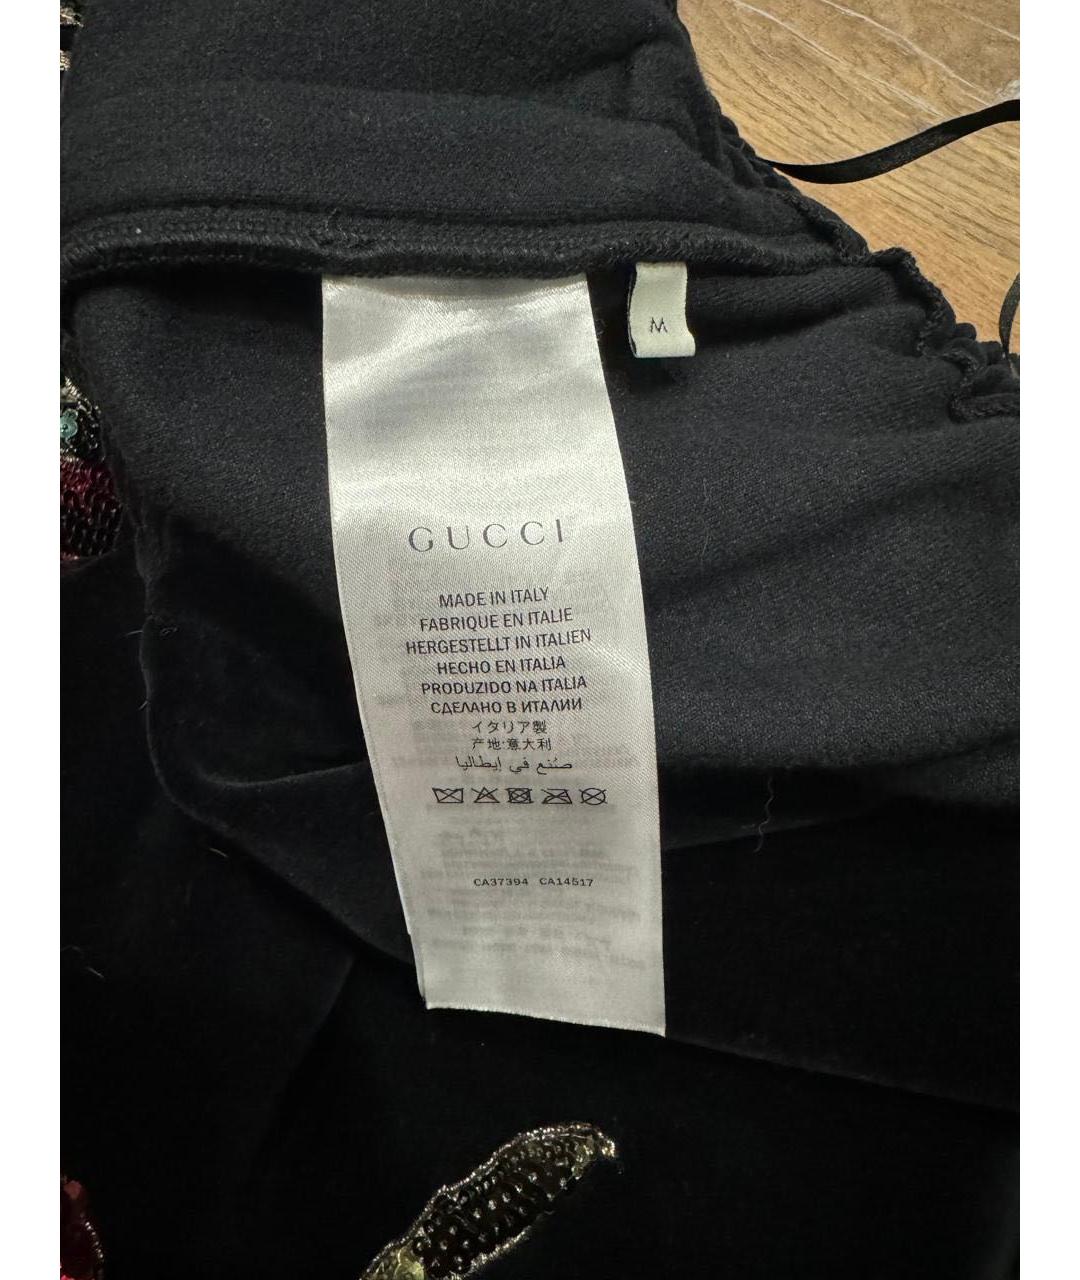 M
GUCCI
MADE IN ITALY
FABRIQUE EN ITALIE
HERGESTELLT IN ITALIEN
HECHO EN ITALIA
PRODUZIDO NA ITALIA
СДЕЛАНО В ИТАЛИИ
イタリア製
产地:意大利
صُنع في إيطاليا
CA37394 CA14517